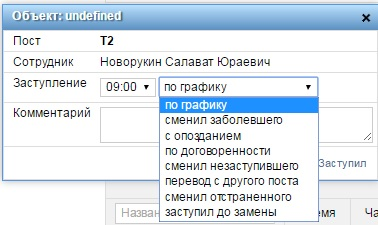 Объект: undefined
Пост Т2
Сотрудник Новорукин Салават Юраевич
Заступление 09:00 по графику
по графику
Комментарий сменил заболевшего
с опозданием
по договоренности
сменил незаступившего
Заступил
перевод с другого поста
сменил отстраненного
заступил до замены
Назван емя Ча